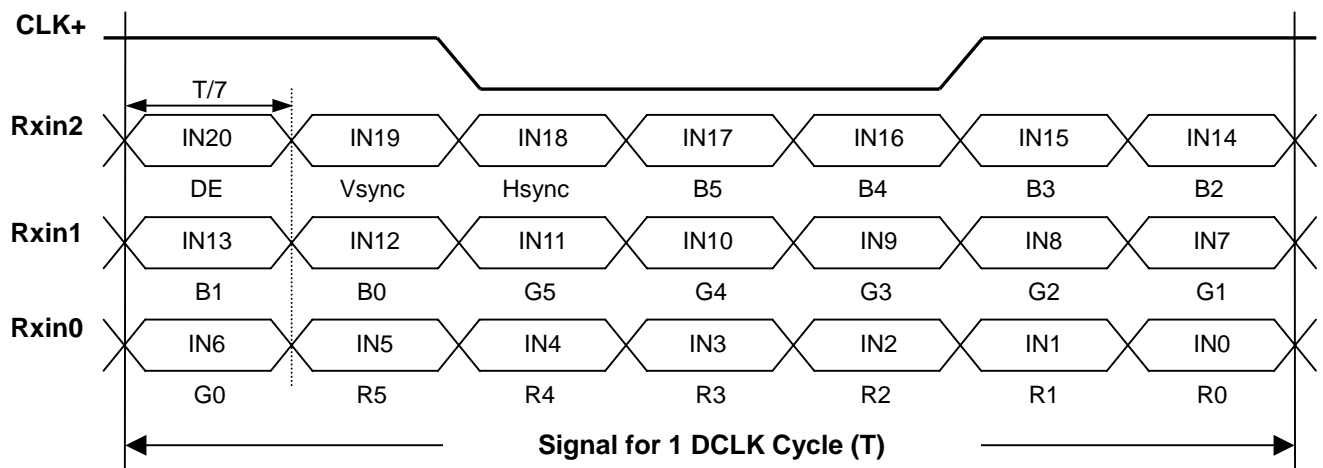 CLK+
T/7
Rxin2 IN20 IN19 IN18 IN17 IN16 IN15 IN14
DE Vsync Hsync B5 B4 B3 B2
Rxin1 IN13 IN12 IN11 IN10 IN9 IN8 IN7
B1 B0 G5 G4 G3 G2 G1
Rxin0 IN6 IN5 IN4 IN3 IN2 IN1 IN0
G0 R5 R4 R3 R2 R1 R0
Signal for 1 DCLK Cycle (T)